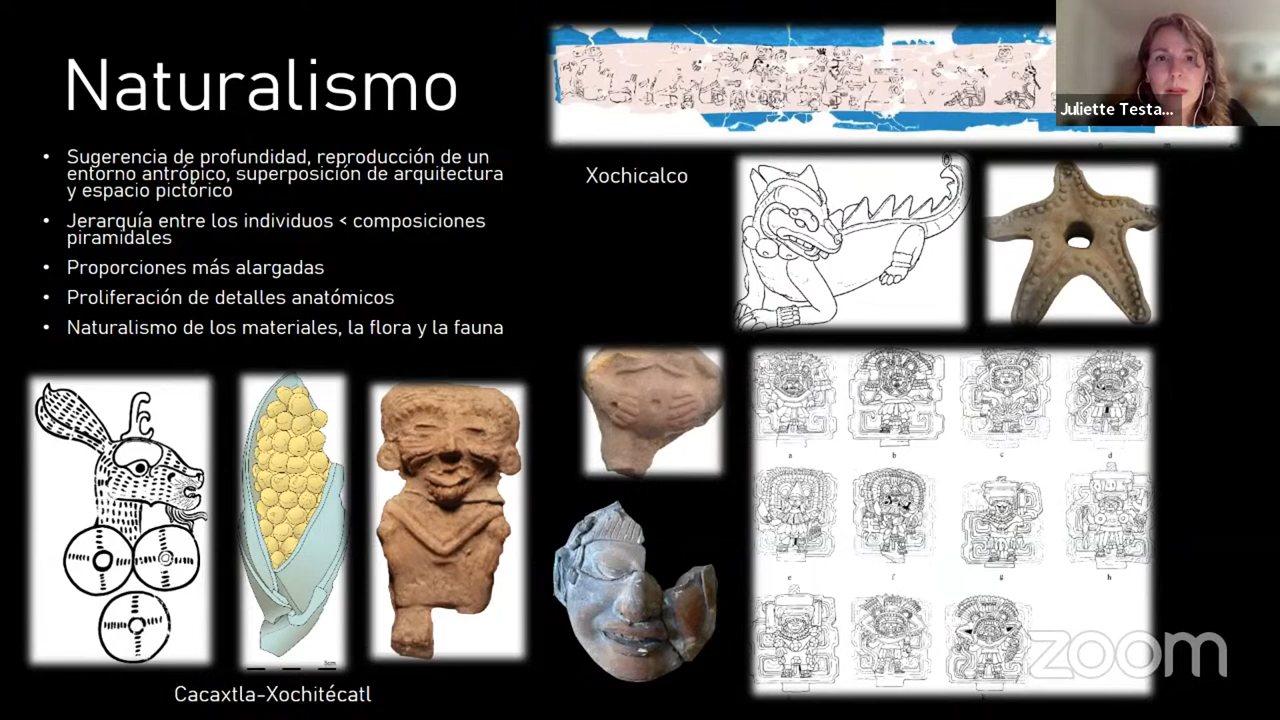 Naturalismo
• Sugerencia de profundidad, reproducción de un
entorno antrópico, superposición de arquitectura
y espacio pictórico
• Jerarquía entre los individuos < composiciones
piramidales
• Proporciones más alargadas
• Proliferación de detalles anatómicos
• Naturalismo de los materiales, la flora y la fauna
Juliette Testa...
Xochicalco
a b c d
e f g h
5cm
Cacaxtla-Xochitécatl
zoom